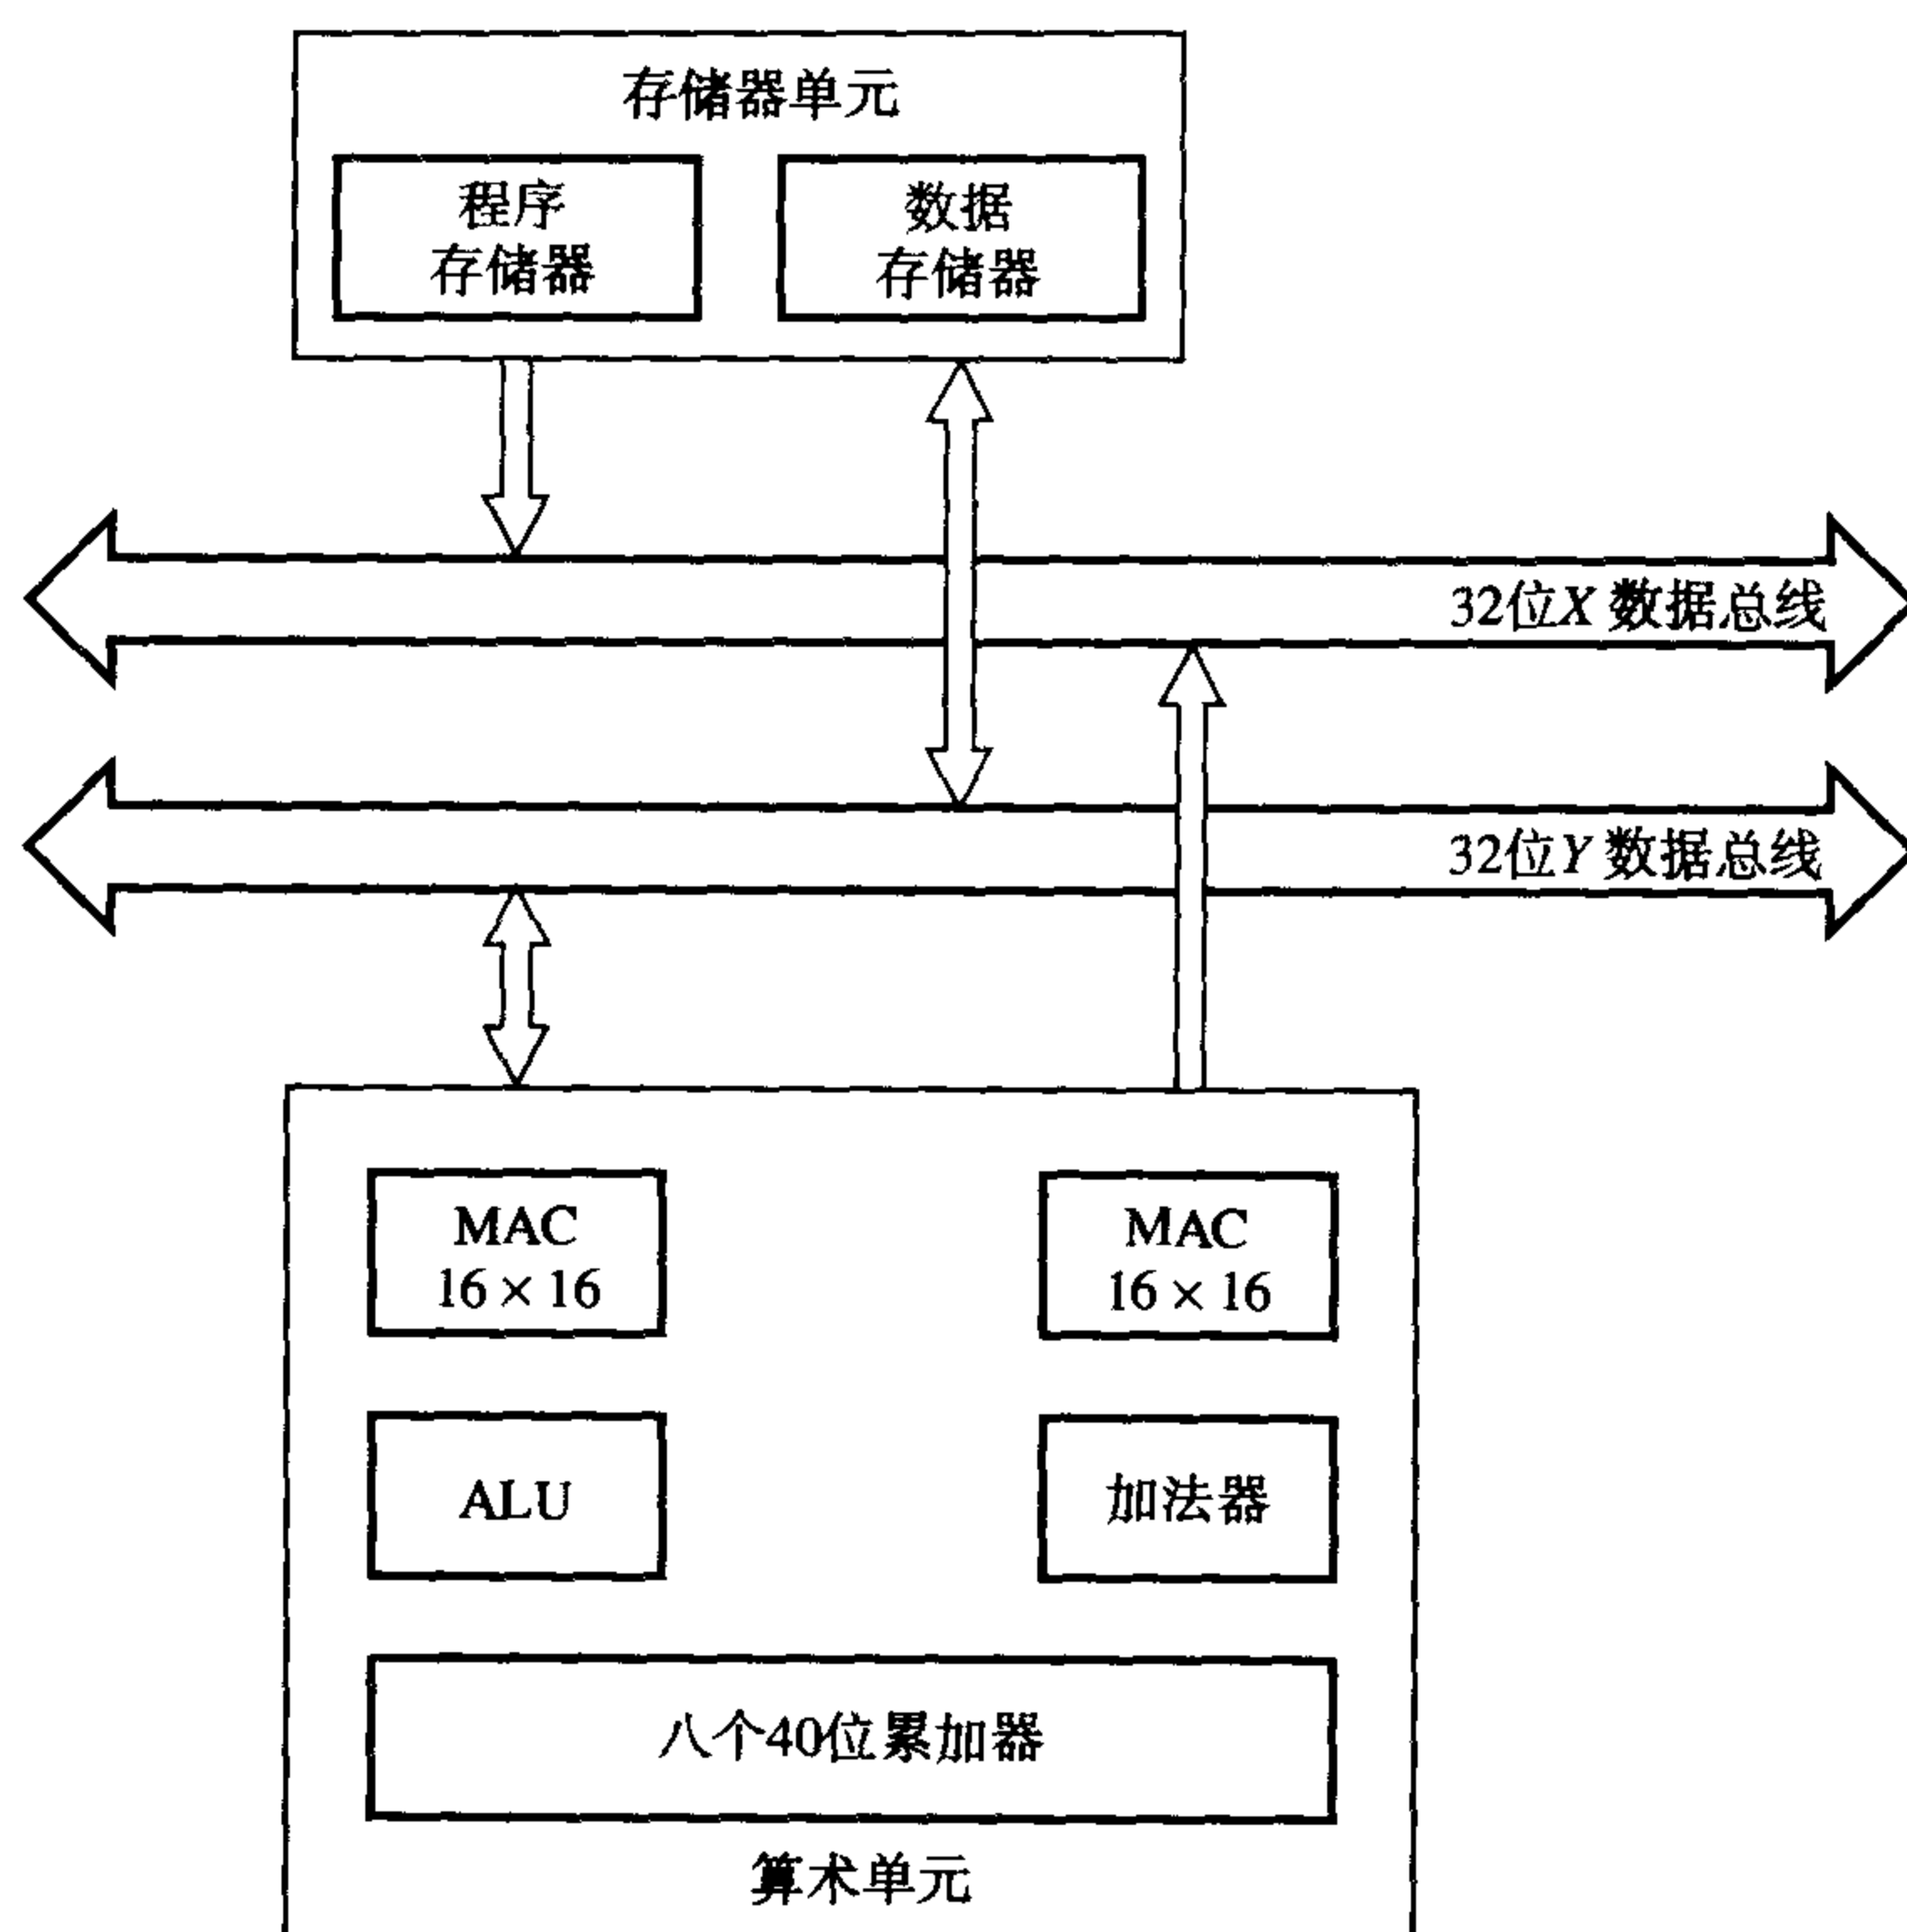 存储器单元
程序
存储器
数据
存储器
32位X 数据总线
32位Y 数据总线
MAC
16 × 16
MAC
16 × 16
ALU
加法器
八个40位累加器
算术单元